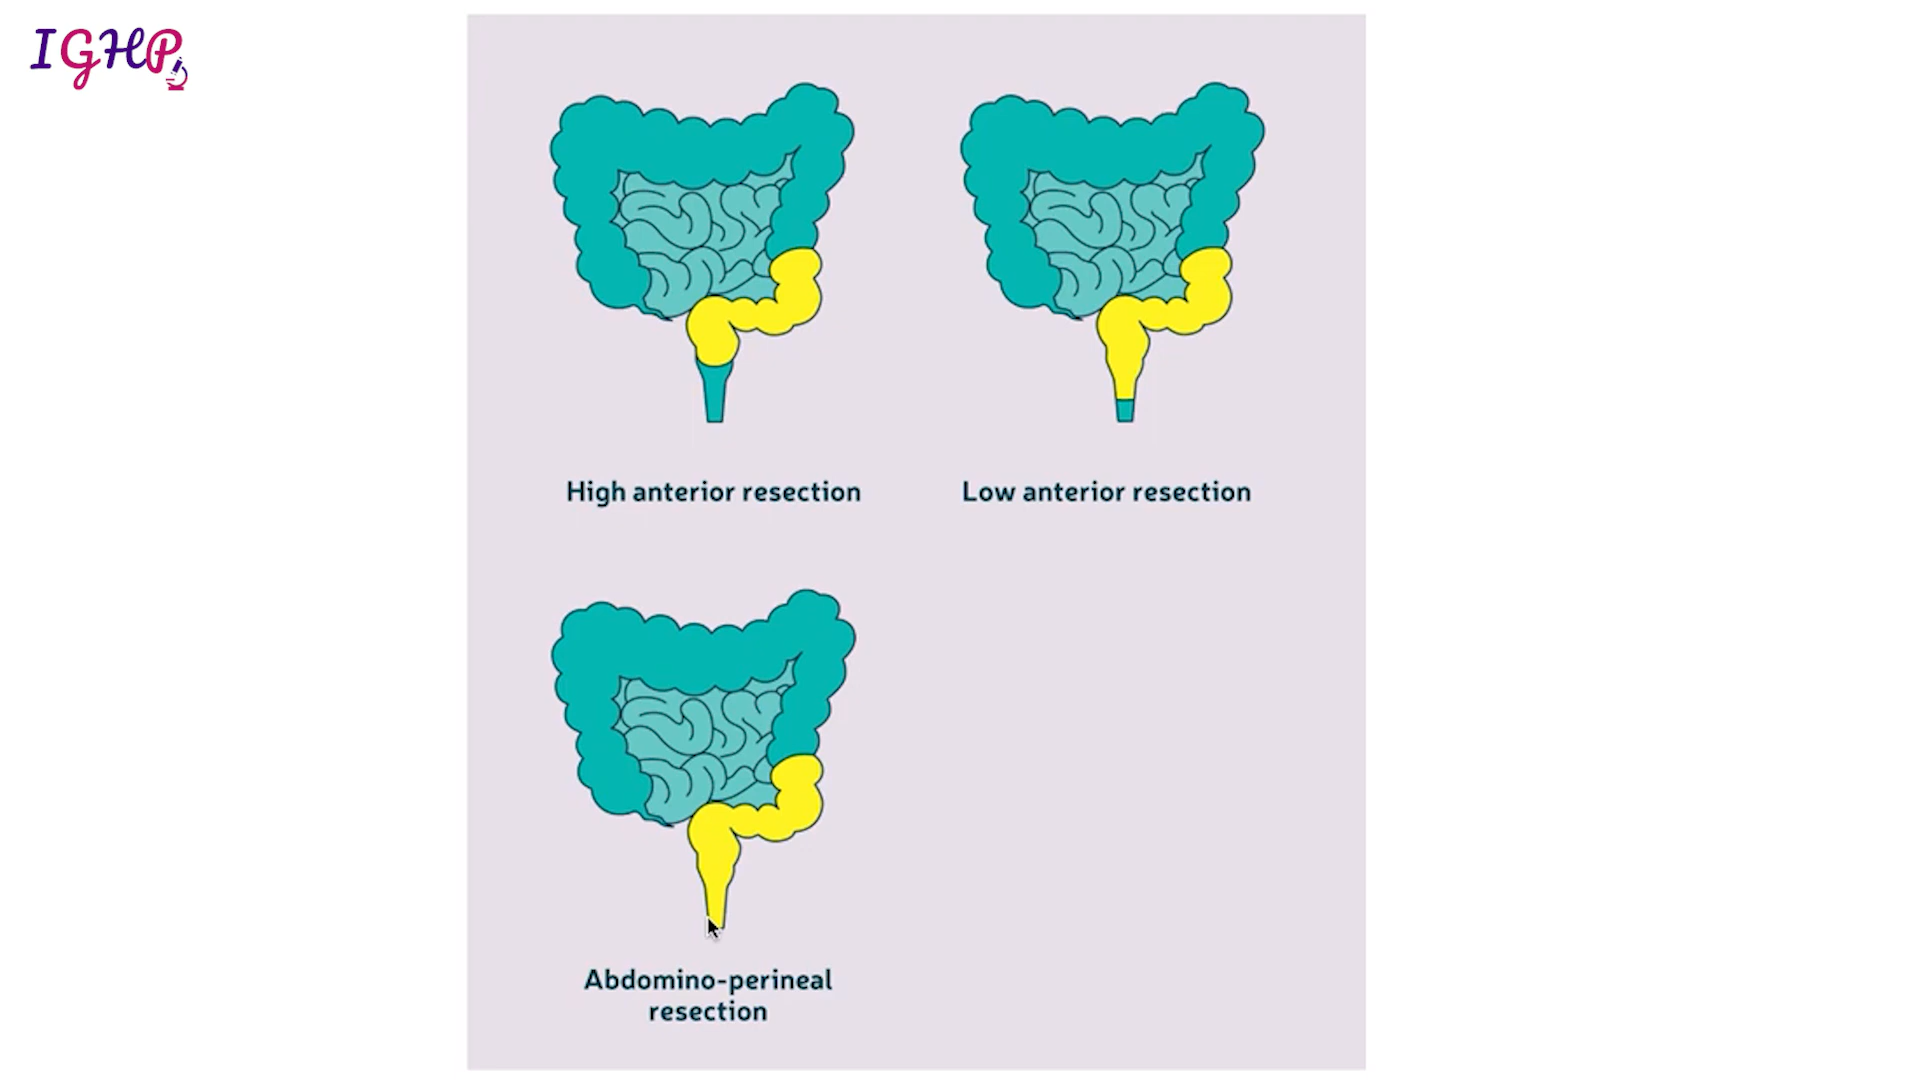 IGHP
High anterior resection
Low anterior resection
Abdomino-perineal
resection